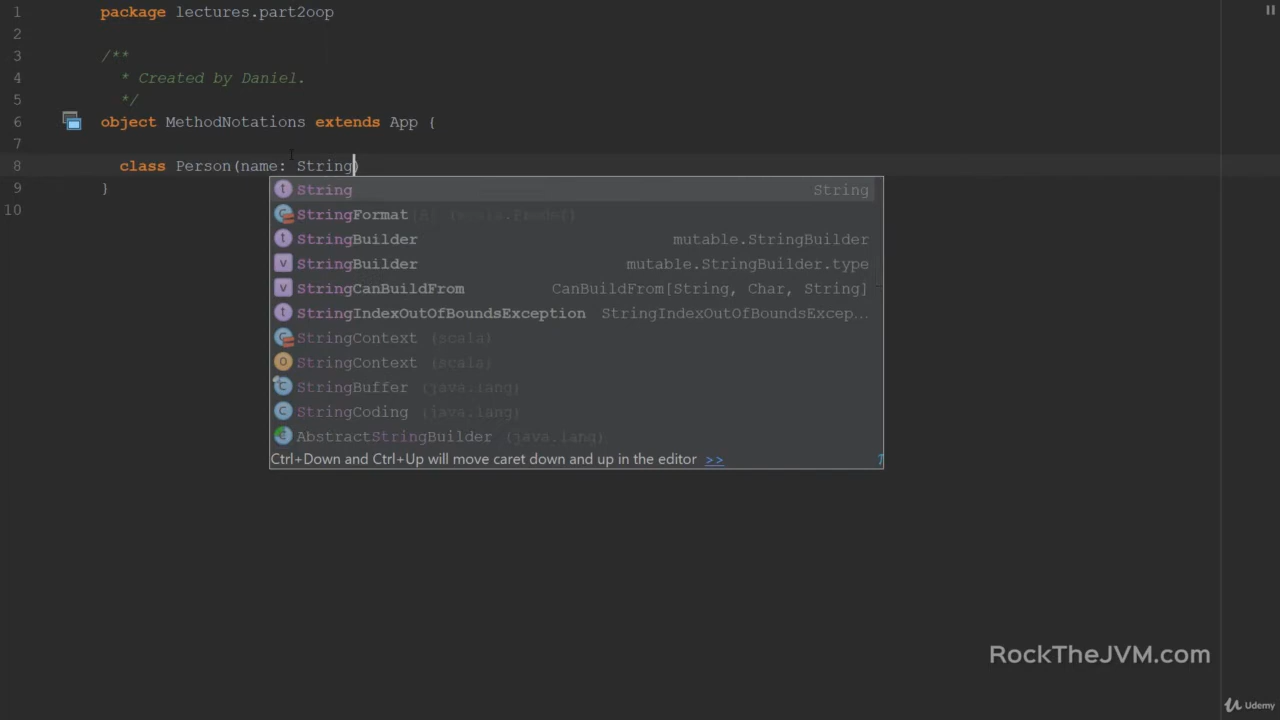 1 package lectures.part2oop
2
3 /**
4 * Created by Daniel.
5 */
6 object MethodNotations extends App {
7
8 class Person(name: String)
9 }
10
t String String
StringFormat[A] (scala.Predef)
t StringBuilder mutable.StringBuilder
v StringBuilder mutable.StringBuilder.type
v StringCanBuildFrom CanBuildFrom[String, Char, String]
t StringIndexOutOfBoundsException StringIndexOutOfBoundsExcep...
C StringContext (scala)
O StringContext (scala)
C StringBuffer (java.lang)
C StringCoding (java.lang)
C AbstractStringBuilder (java.lang)
Ctrl+Down and Ctrl+Up will move caret down and up in the editor >>
RockTheJVM.com
Udemy